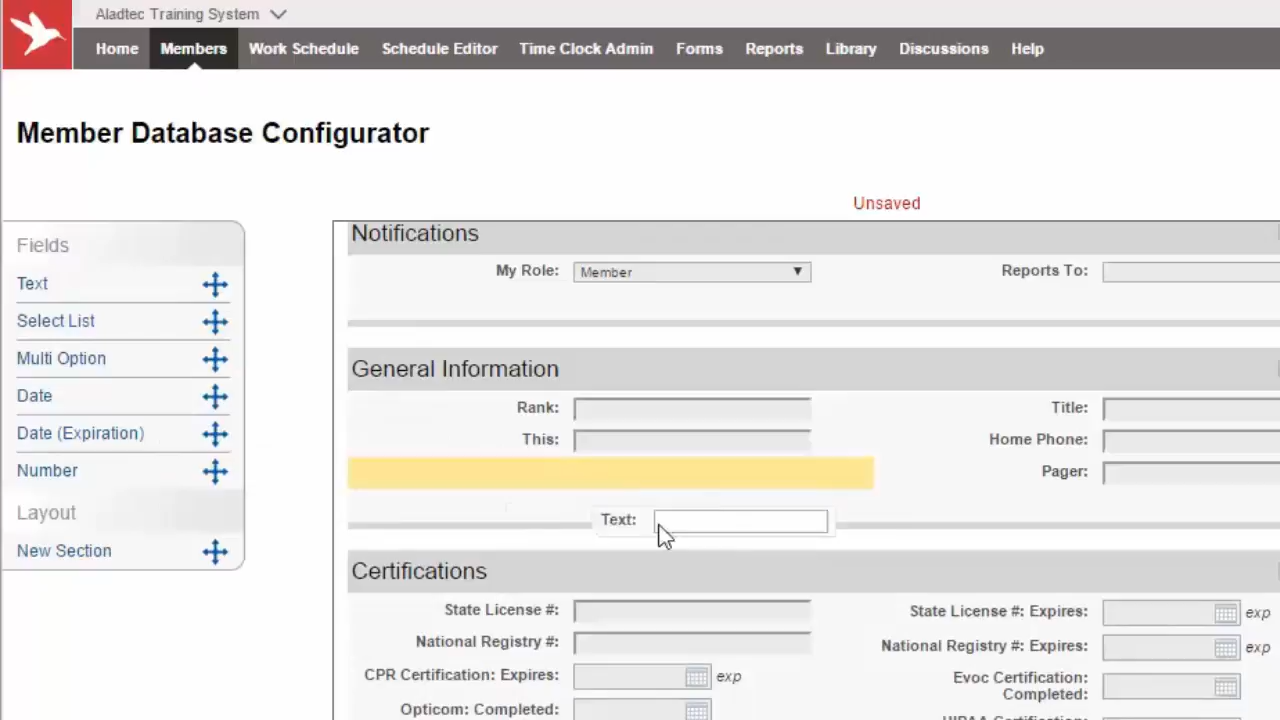 Aladtec Training System
Home Members Work Schedule Schedule Editor Time Clock Admin Forms Reports Library Discussions Help
Member Database Configurator
Unsaved
Fields
Text
Select List
Multi Option
Date
Date (Expiration)
Number
Layout
New Section
Notifications
My Role: Member Reports To:
General Information
Rank: Title:
This: Home Phone:
Pager:
Text:
Certifications
State License #: State License #: Expires: exp
National Registry #: National Registry #: Expires: exp
CPR Certification: Expires: exp Evoc Certification:
Completed:
Opticom: Completed:
HIPAA Certification: